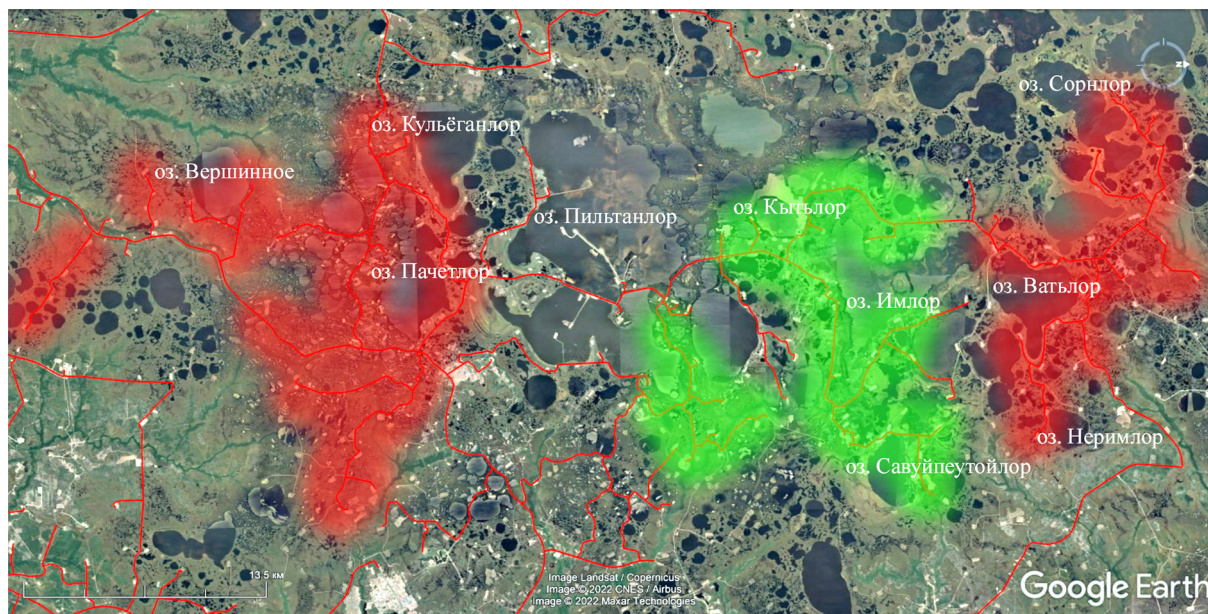 оз. Сорнлор
N
оз. Кульёганлор
оз. Вершинное
оз. Кытьлор
оз. Пильтанлор
оз. Пачетлор
оз. Ватьлор
оз. Имлор
оз. Неримлор
оз. Савуйпеутойлор
13.5 км
Image Landsat / Copernicus
Image © 2022 CNES / Airbus
Image © 2022 Maxar Technologies
Google Earth